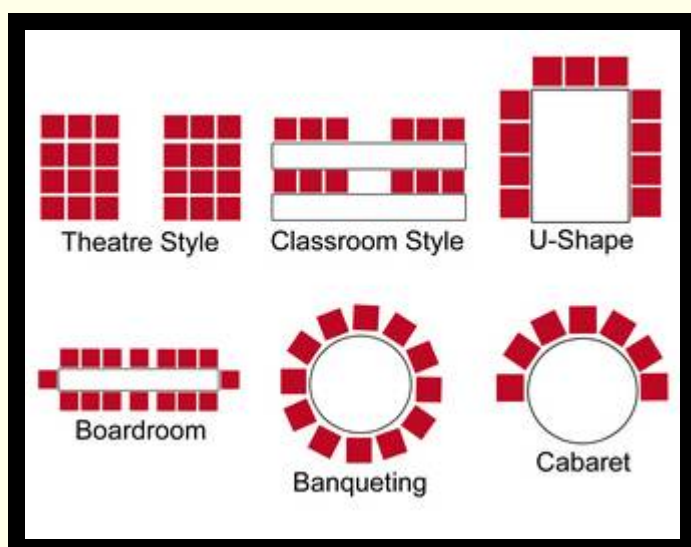 Theatre Style
Classroom Style
U-Shape
Boardroom
Banqueting
Cabaret